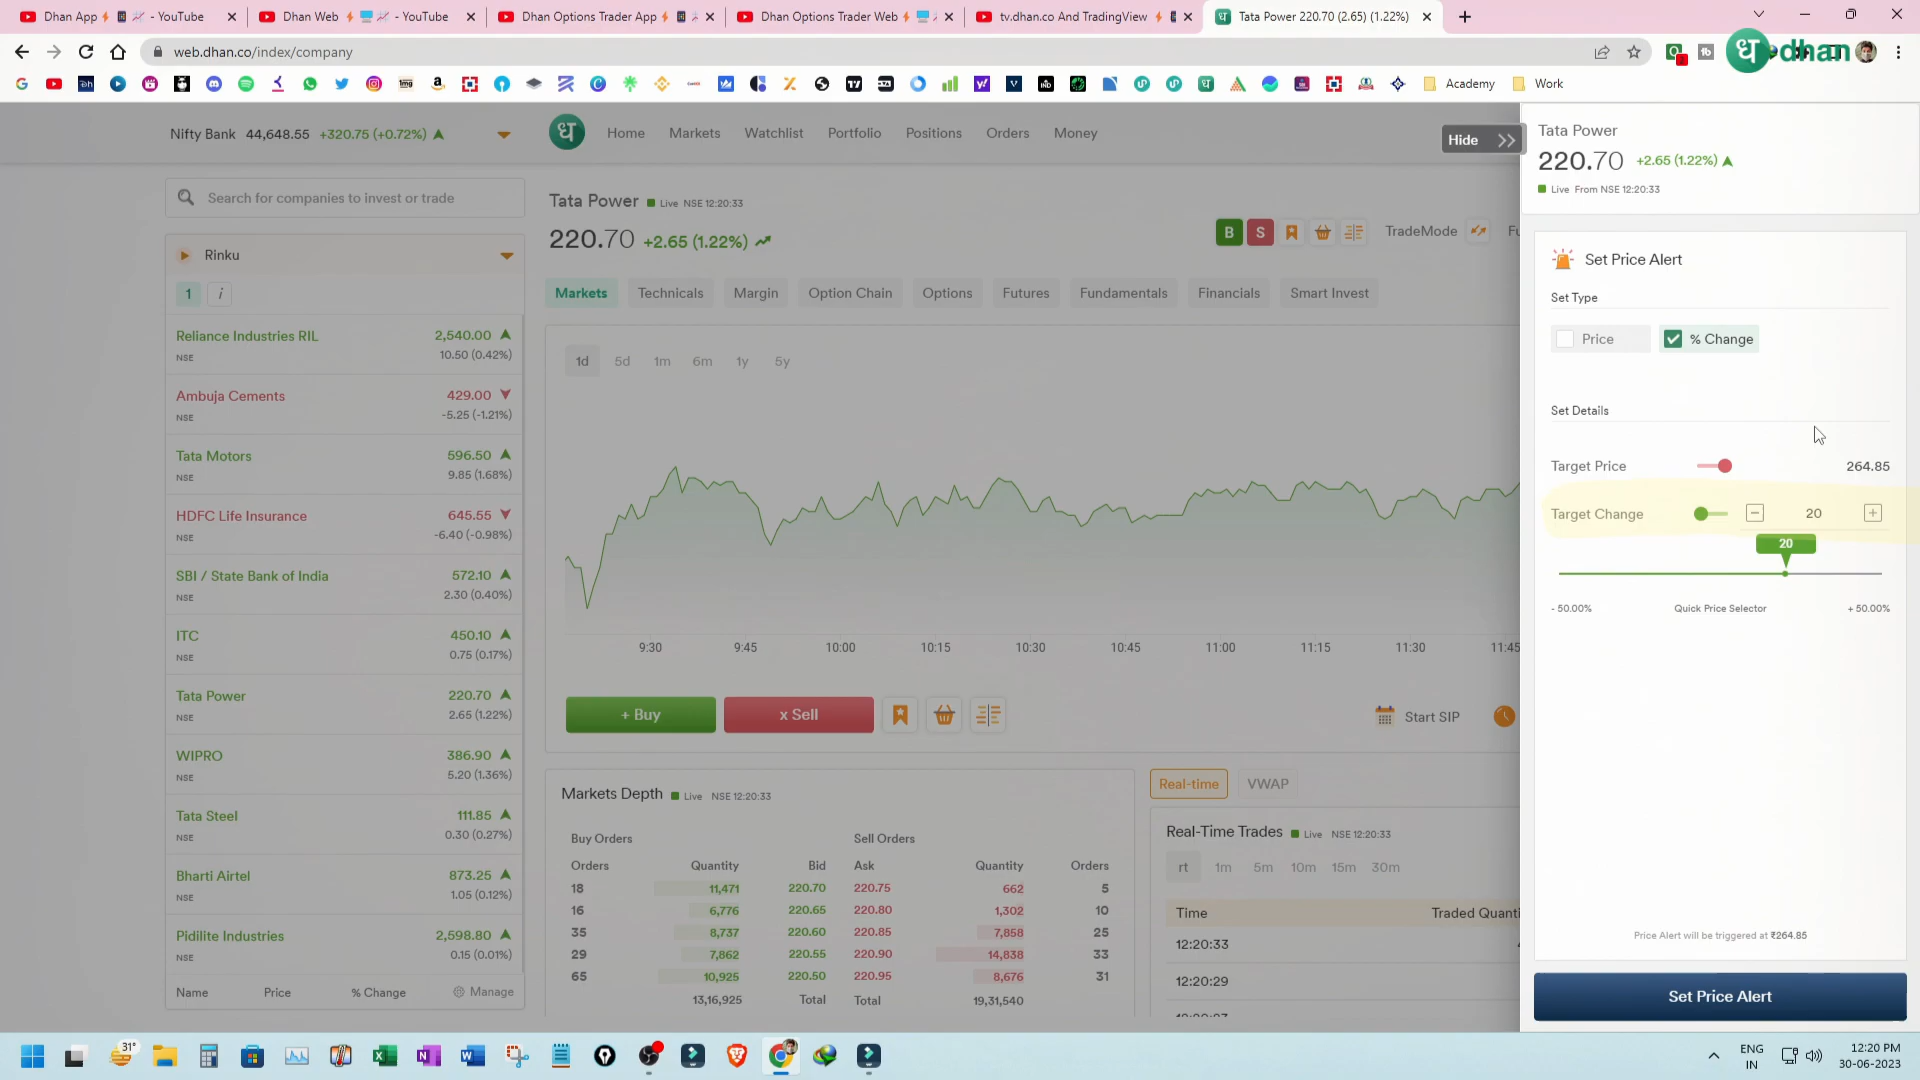 Dhan App - YouTube
Dhan Web - YouTube
Dhan Options Trader App
Dhan Options Trader Web
tv.dhan.co And TradingView
Tata Power 220.70 (2.65) (1.22%)
web.dhan.co/index/company
dhan
Academy
Work
Nifty Bank 44,648.55 +320.75 (+0.72%)
Home Markets Watchlist Portfolio Positions Orders Money
Hide
Search for companies to invest or trade
Rinku
1 i
Reliance Industries RIL 2,540.00
NSE 10.50 (0.42%)
Ambuja Cements 429.00
NSE -5.25 (-1.21%)
Tata Motors 596.50
NSE 9.85 (1.68%)
HDFC Life Insurance 645.55
NSE -6.40 (-0.98%)
SBI / State Bank of India 572.10
NSE 2.30 (0.40%)
ITC 450.10
NSE 0.75 (0.17%)
Tata Power 220.70
NSE 2.65 (1.22%)
WIPRO 386.90
NSE 5.20 (1.36%)
Tata Steel 111.85
NSE 0.30 (0.27%)
Bharti Airtel 873.25
NSE 1.05 (0.12%)
Pidilite Industries 2,598.80
NSE 0.15 (0.01%)
Name Price % Change Manage
Tata Power Live NSE 12:20:33
220.70 +2.65 (1.22%)
B S TradeMode Fu
Markets Technicals Margin Option Chain Options Futures Fundamentals Financials Smart Invest
1d 5d 1m 6m 1y 5y
9:30 9:45 10:00 10:15 10:30 10:45 11:00 11:15 11:30 11:45
+ Buy x Sell Start SIP
Markets Depth Live NSE 12:20:33
Buy Orders Sell Orders
Orders Quantity Bid Ask Quantity Orders
18 11,471 220.70 220.75 662 5
16 6,776 220.65 220.80 1,302 10
35 8,737 220.60 220.85 7,858 25
29 7,862 220.55 220.90 14,838 33
65 10,925 220.50 220.95 8,676 31
13,16,925 Total Total 19,31,540
Real-time VWAP
Real-Time Trades Live NSE 12:20:33
rt 1m 5m 10m 15m 30m
Time Traded Quanti
12:20:33
12:20:29
Tata Power
220.70 +2.65 (1.22%)
Live From NSE 12:20:33
Set Price Alert
Set Type
Price % Change
Set Details
Target Price 264.85
Target Change − 20 +
20
- 50.00% Quick Price Selector + 50.00%
Price Alert will be triggered at ₹264.85
Set Price Alert
31°
ENG
IN
12:20 PM
30-06-2023